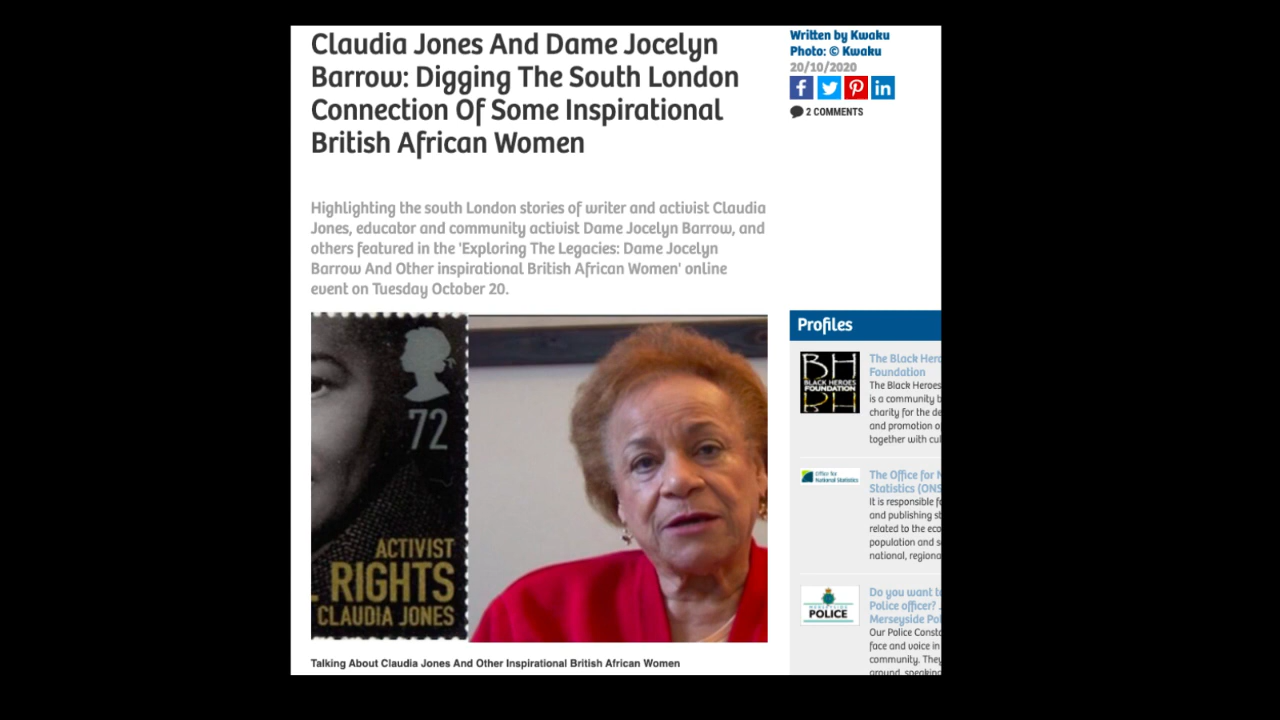 Claudia Jones And Dame Jocelyn
Barrow: Digging The South London
Connection Of Some Inspirational
British African Women
Written by Kwaku
Photo: © Kwaku
20/10/2020
2 COMMENTS
Highlighting the south London stories of writer and activist Claudia
Jones, educator and community activist Dame Jocelyn Barrow, and
others featured in the 'Exploring The Legacies: Dame Jocelyn
Barrow And Other inspirational British African Women' online
event on Tuesday October 20.
72
ACTIVIST
RIGHTS
CLAUDIA JONES
Talking About Claudia Jones And Other Inspirational British African Women
Profiles
BH
BLACK HEROES
FOUNDATION
The Black Hero
Foundation
The Black Heroes
is a community b
charity for the de
and promotion o
together with cul
Office for
National Statistics
The Office for N
Statistics (ONS
It is responsible f
and publishing st
related to the eco
population and s
national, regiona
MERSEYSIDE
POLICE
Do you want t
Police officer? J
Merseyside Pol
Our Police Consta
face and voice in
community. They
around, speaking